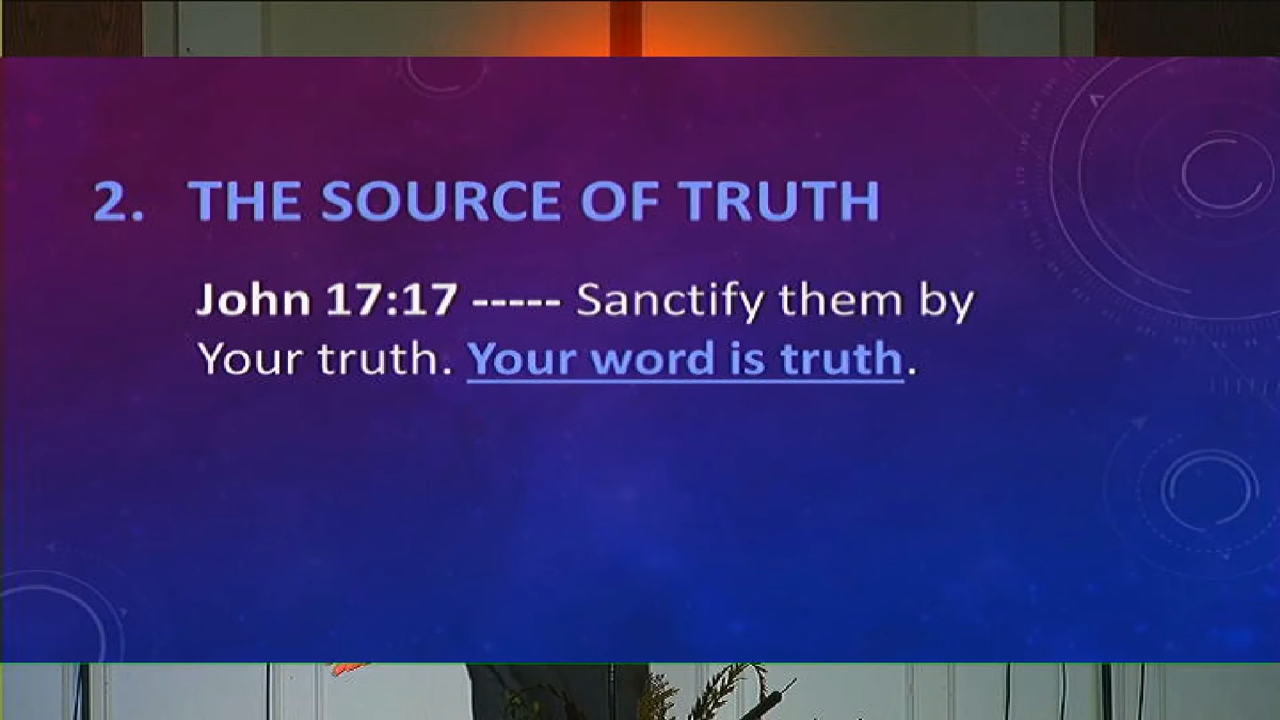 2. THE SOURCE OF TRUTH
John 17:17 ----- Sanctify them by
Your truth. Your word is truth.